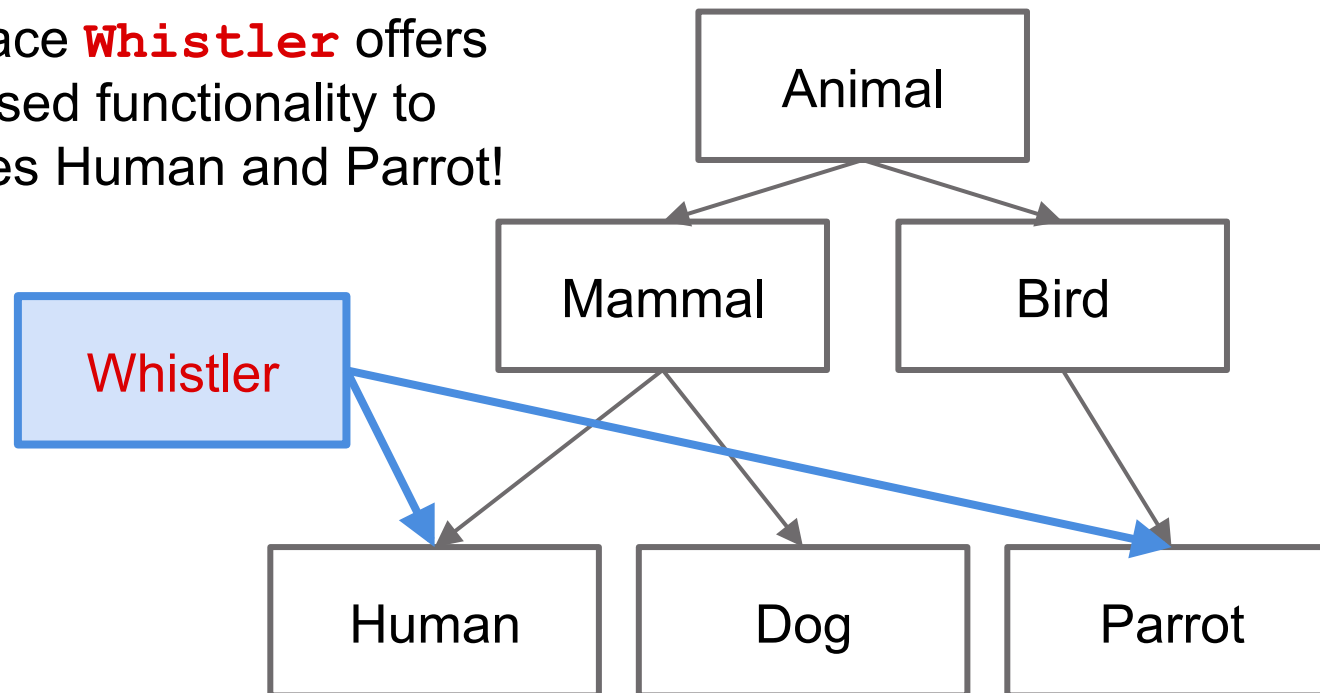 ace Whistler offers
sed functionality to
es Human and Parrot!
Animal
Mammal
Bird
Whistler
Human
Dog
Parrot